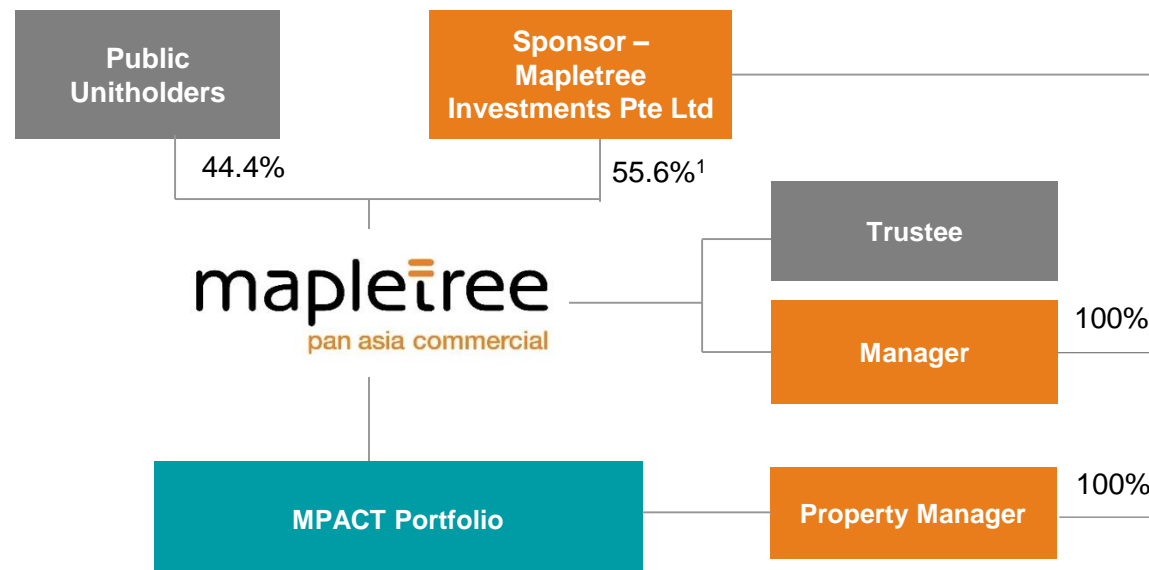 Public
Unitholders
Sponsor –
Mapletree
Investments Pte Ltd
44.4%
55.6%¹
Trustee
mapletree
pan asia commercial
Manager
100%
MPACT Portfolio
Property Manager
100%